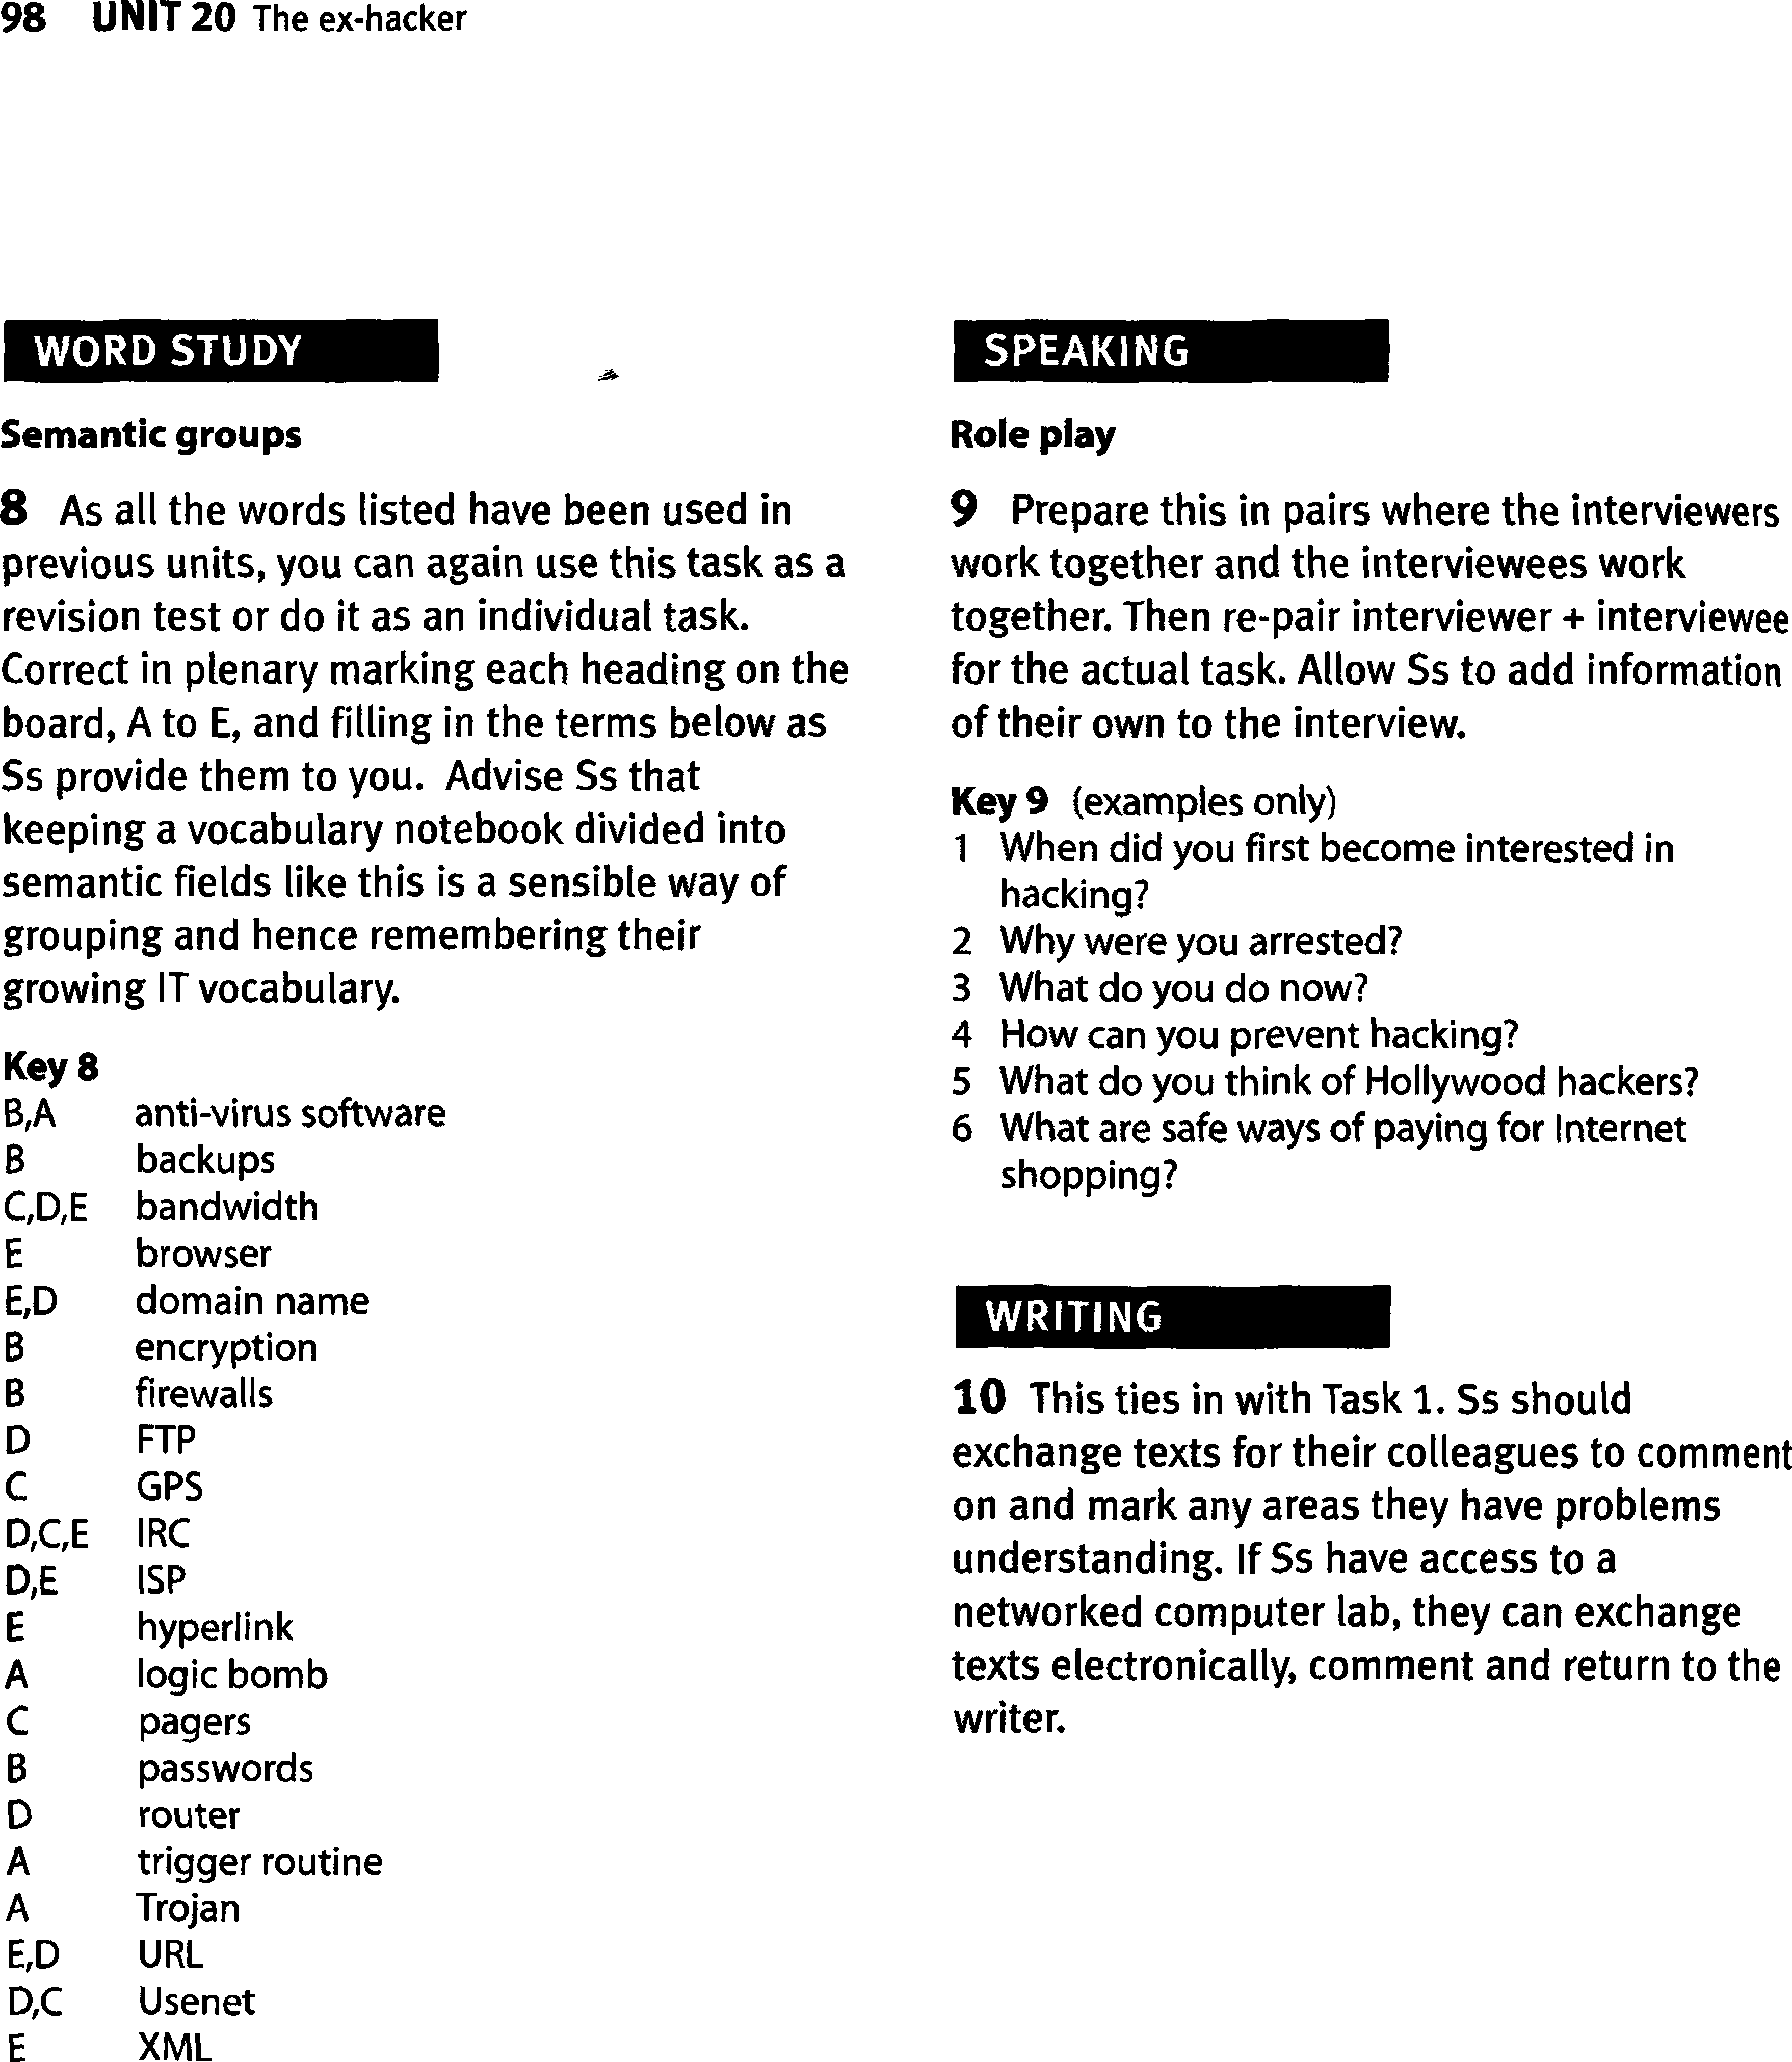 98 UNIT 20 The ex-hacker
WORD STUDY
Semantic groups
8 As all the words listed have been used in
previous units, you can again use this task as a
revision test or do it as an individual task.
Correct in plenary marking each heading on the
board, A to E, and filling in the terms below as
Ss provide them to you. Advise Ss that
keeping a vocabulary notebook divided into
semantic fields like this is a sensible way of
grouping and hence remembering their
growing IT vocabulary.
Key 8
B,A anti-virus software
B backups
C,D,E bandwidth
E browser
E,D domain name
B encryption
B firewalls
D FTP
C GPS
D,C,E IRC
D,E ISP
E hyperlink
A logic bomb
C pagers
B passwords
D router
A trigger routine
A Trojan
E,D URL
D,C Usenet
E XML
SPEAKING
Role play
9 Prepare this in pairs where the interviewers
work together and the interviewees work
together. Then re-pair interviewer + interviewee
for the actual task. Allow Ss to add information
of their own to the interview.
Key 9 (examples only)
1 When did you first become interested in
hacking?
2 Why were you arrested?
3 What do you do now?
4 How can you prevent hacking?
5 What do you think of Hollywood hackers?
6 What are safe ways of paying for Internet
shopping?
WRITING
10 This ties in with Task 1. Ss should
exchange texts for their colleagues to comment
on and mark any areas they have problems
understanding. If Ss have access to a
networked computer lab, they can exchange
texts electronically, comment and return to the
writer.